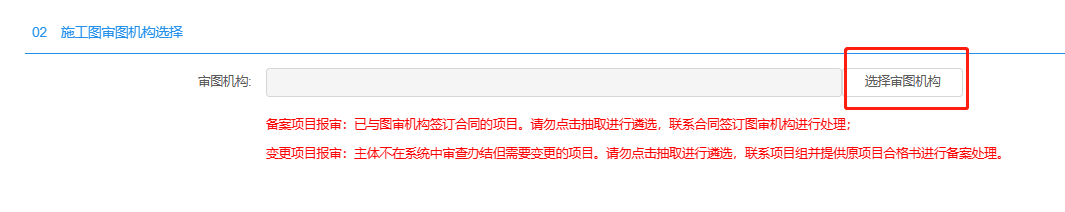 02 施工图审图机构选择
审图机构: 选择审图机构
备案项目报审：已与图审机构签订合同的项目。请勿点击抽取进行遴选，联系合同签订图审机构进行处理；
变更项目报审：主体不在系统中审查办结但需要变更的项目。请勿点击抽取进行遴选，联系项目组并提供原项目合格书进行备案处理。